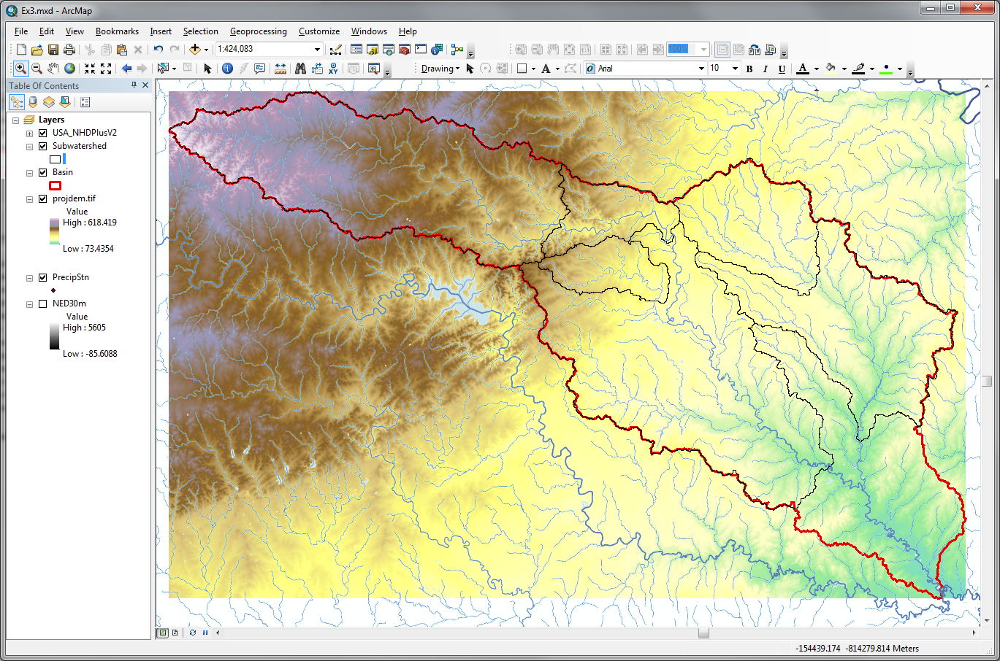 Ex3.mxd - ArcMap
File Edit View Bookmarks Insert Selection Geoprocessing Customize Windows Help
1:424,083
100%
Drawing
A
Arial
10
B I U A
Table Of Contents
Layers
USA_NHDPlusV2
Subwatershed
Basin
projdem.tif
Value
High : 618.419
Low : 73.4354
PrecipStn
NED30m
Value
High : 5605
Low : -85.6088
-154439.174 -814279.814 Meters